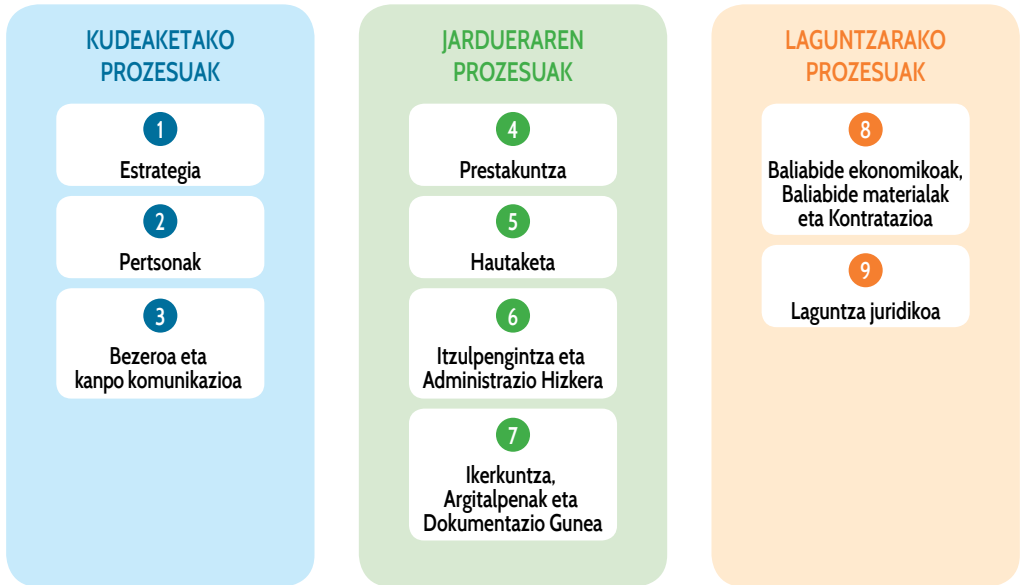 KUDEAKETAKO
PROZESUAK
1
Estrategia
2
Pertsonak
3
Bezeroa eta
kanpo komunikazioa
JARDUERAREN
PROZESUAK
4
Prestakuntza
5
Hautaketa
6
Itzulpengintza eta
Administrazio Hizkera
7
Ikerkuntza,
Argitalpenak eta
Dokumentazio Gunea
LAGUNTZARAKO
PROZESUAK
8
Baliabide ekonomikoak,
Baliabide materialak
eta Kontratazioa
9
Laguntza juridikoa